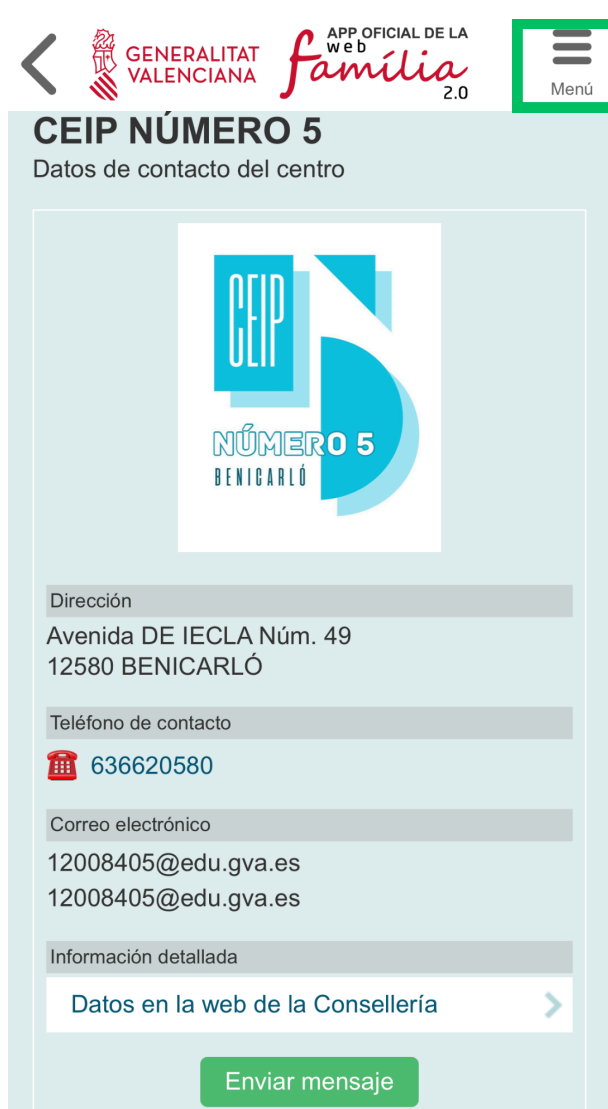 GENERALITAT
VALENCIANA
APP OFICIAL DE LA
web
família
2.0
Menú
CEIP NÚMERO 5
Datos de contacto del centro
CEIP
NÚMERO 5
BENICARLÓ
Dirección
Avenida DE IECLA Núm. 49
12580 BENICARLÓ
Teléfono de contacto
636620580
Correo electrónico
12008405@edu.gva.es
12008405@edu.gva.es
Información detallada
Datos en la web de la Consellería
Enviar mensaje